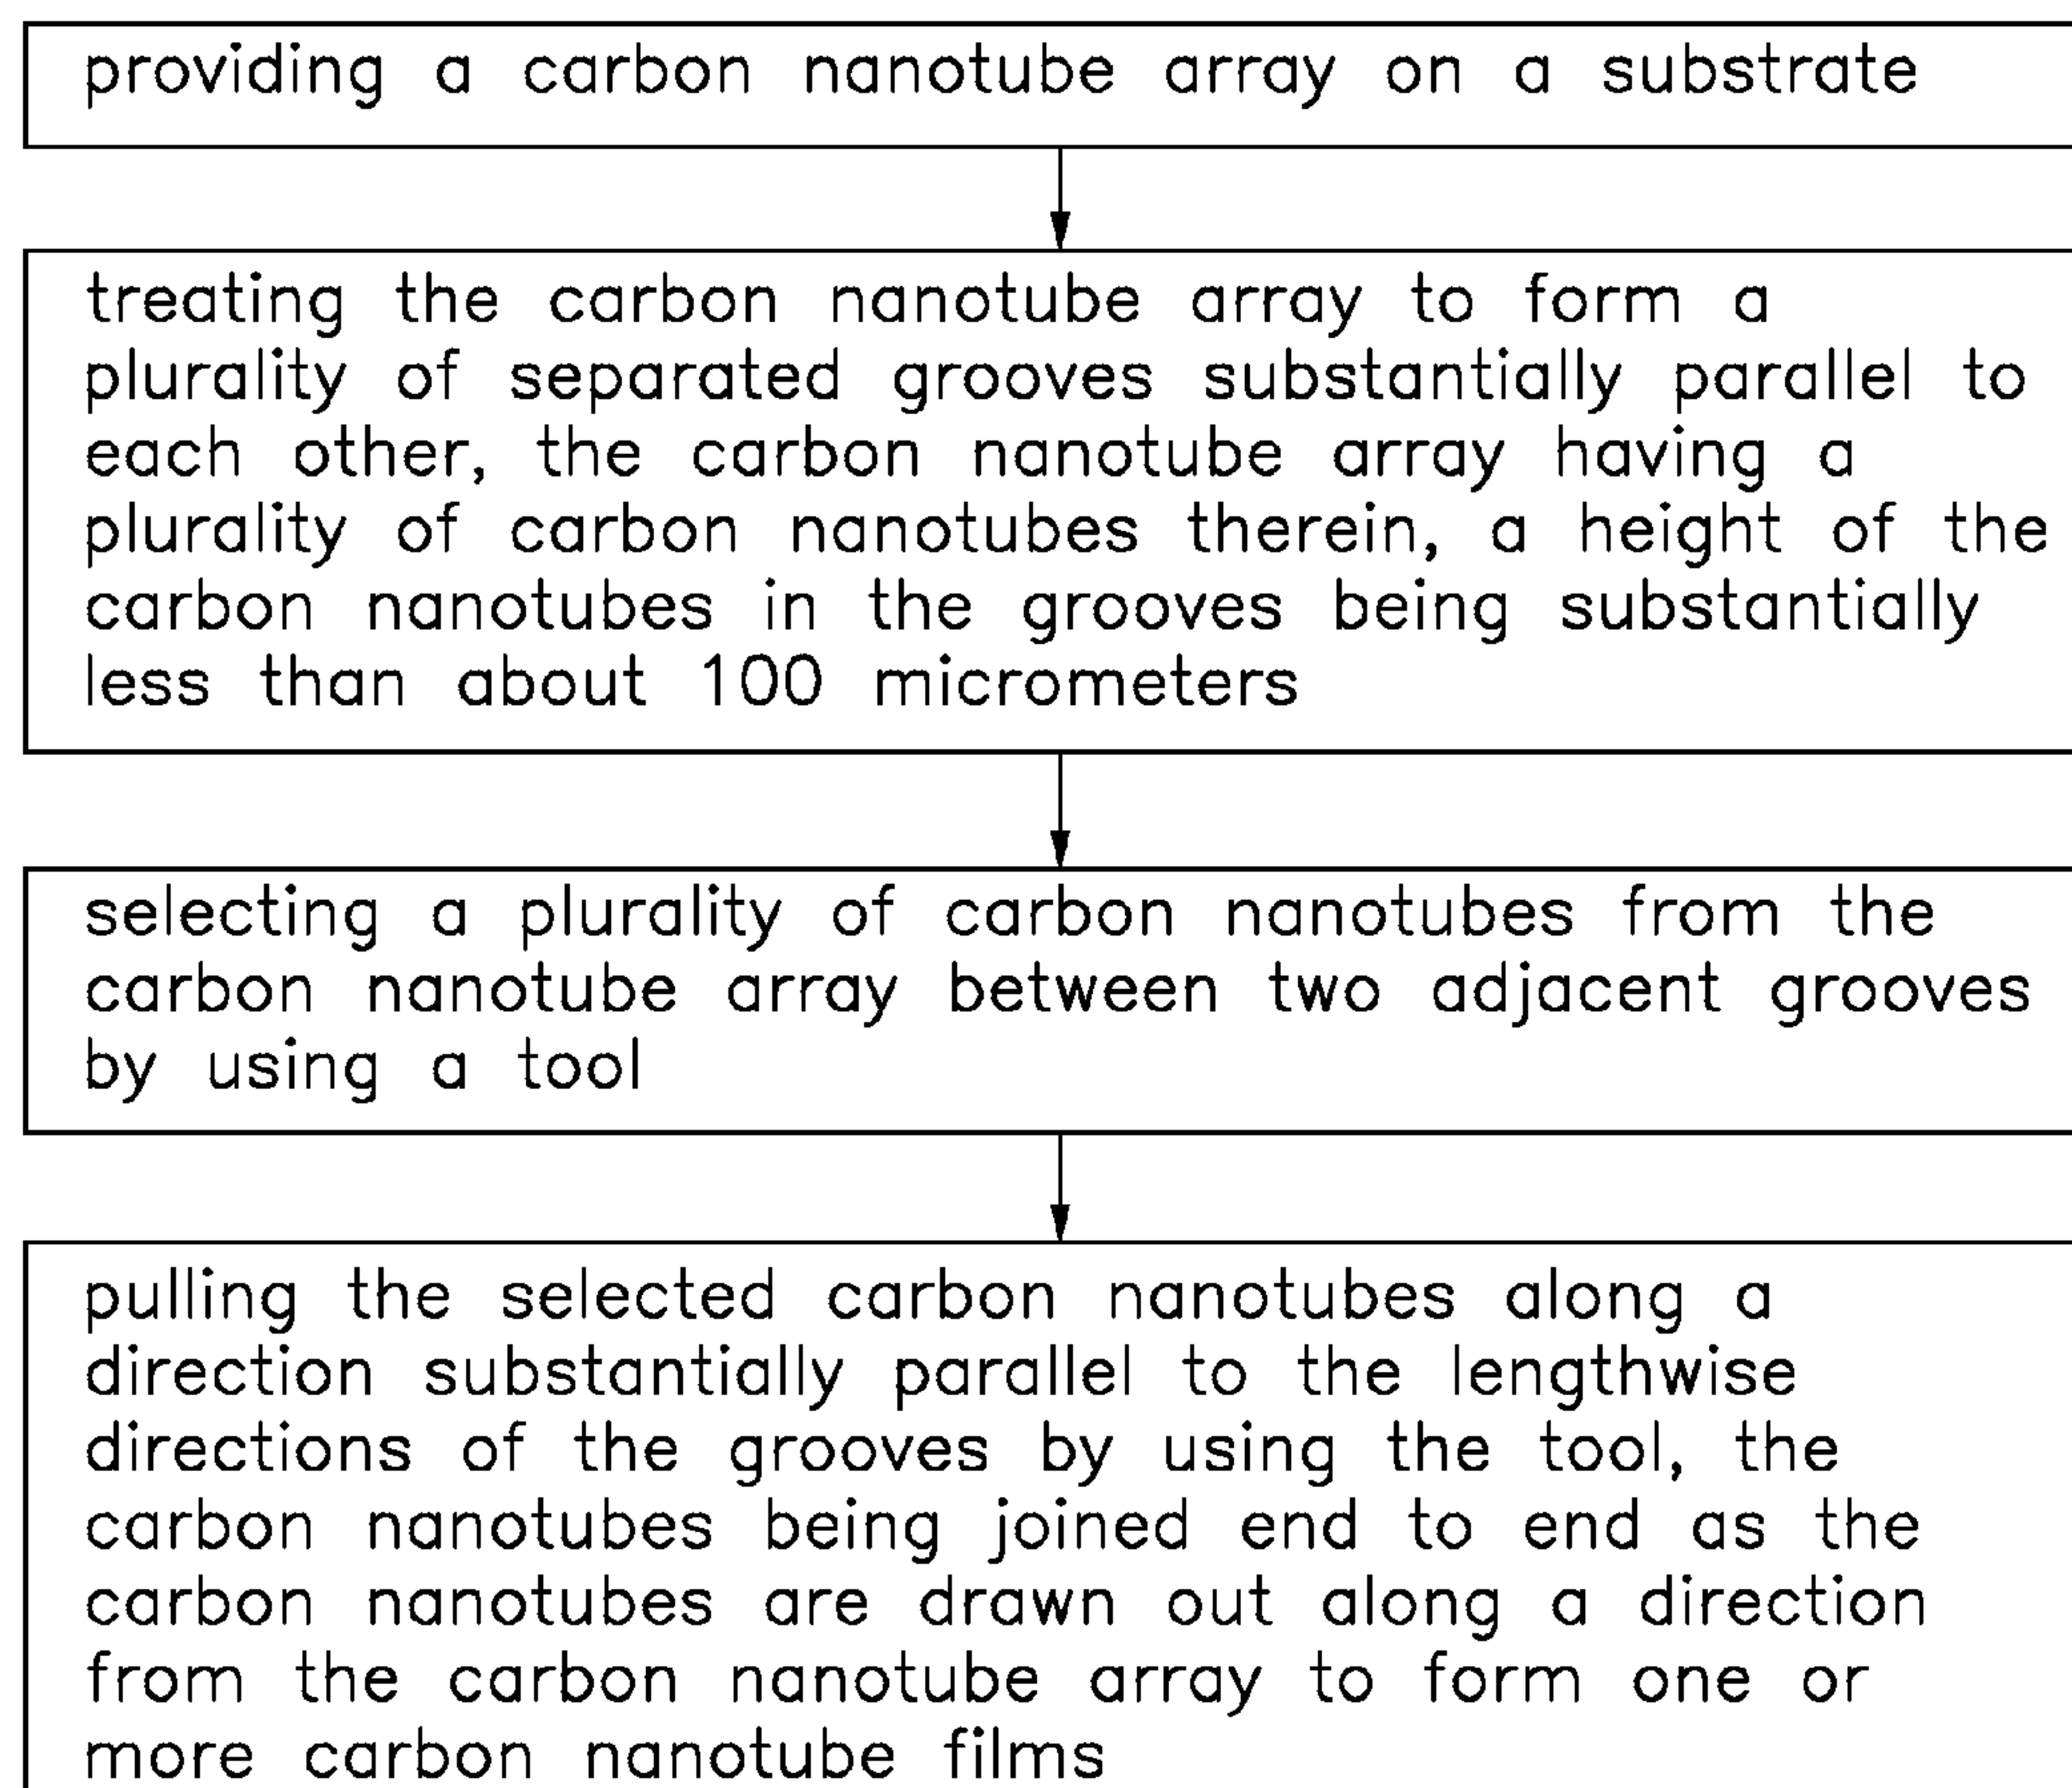 providing a carbon nanotube array on a substrate
treating the carbon nanotube array to form a
plurality of separated grooves substantially parallel to
each other, the carbon nanotube array having a
plurality of carbon nanotubes therein, a height of the
carbon nanotubes in the grooves being substantially
less than about 100 micrometers
selecting a plurality of carbon nanotubes from the
carbon nanotube array between two adjacent grooves
by using a tool
pulling the selected carbon nanotubes along a
direction substantially parallel to the lengthwise
directions of the grooves by using the tool, the
carbon nanotubes being joined end to end as the
carbon nanotubes are drawn out along a direction
from the carbon nanotube array to form one or
more carbon nanotube films